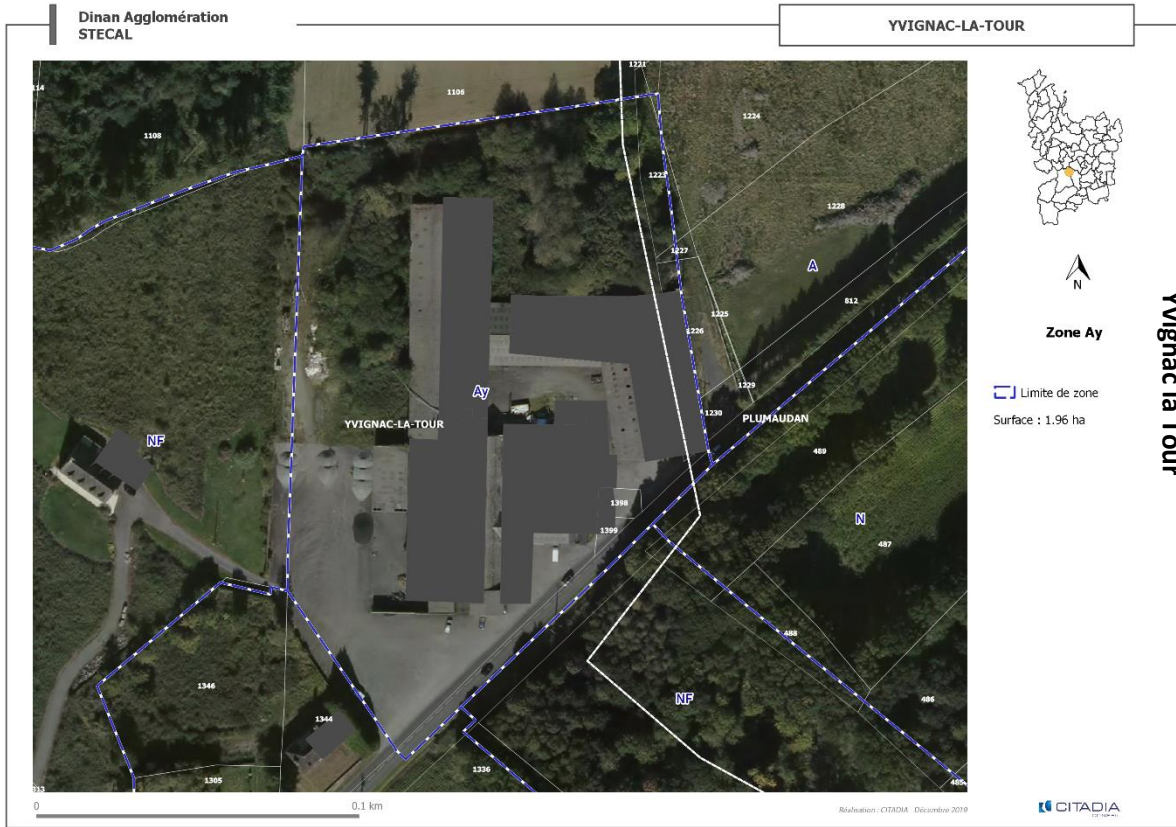 Dinan Agglomération
STECAL
YVIGNAC-LA-TOUR
1221
114
1106
1224
1108
1223
1228
1227
A
812
1225
1226
N
Zone Ay
Yvignac la Tour
Limite de zone
Surface : 1.96 ha
Ay
1229
1230
PLUMAUDAN
YVIGNAC-LA-TOUR
NF
489
1398
N
1399
487
488
1346
NF
486
1344
1336
1305
485
0
0.1 km
Réalisation : CITADIA Décembre 2019
CITADIA